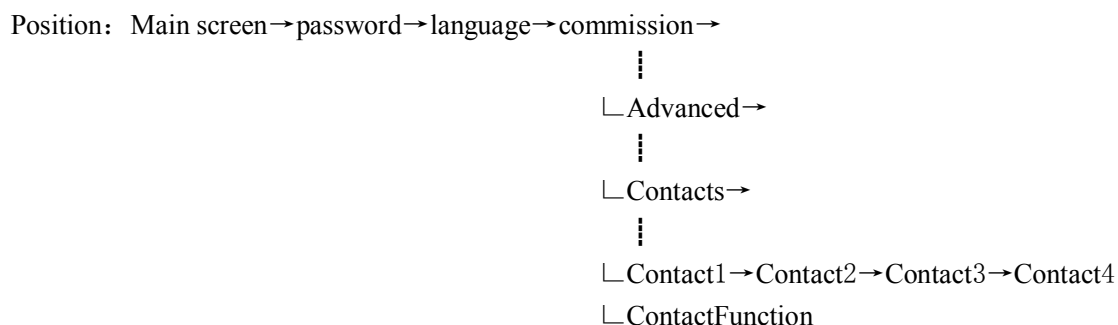 Position：Main screen→password→language→commission→
┇
∟Advanced→
┇
∟Contacts→
┇
∟Contact1→Contact2→Contact3→Contact4
∟ContactFunction